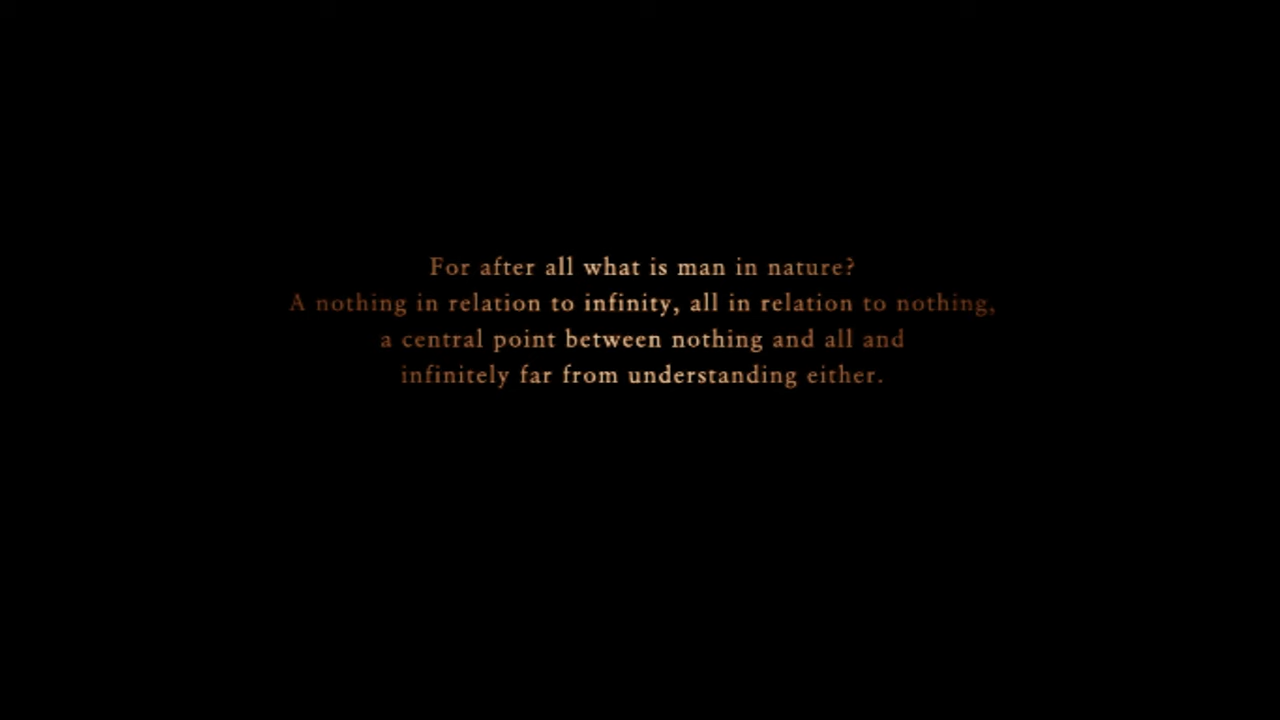 For after all what is man in nature?
A nothing in relation to infinity, all in relation to nothing,
a central point between nothing and all and
infinitely far from understanding either.